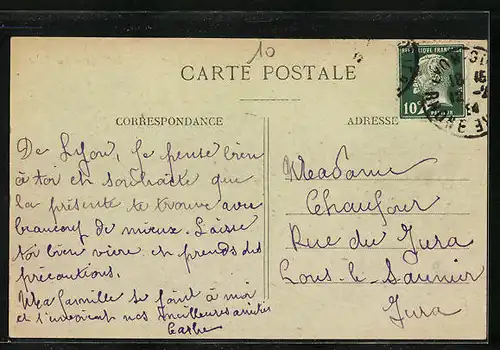 10
CARTE POSTALE
CORRESPONDANCE
ADRESSE
RÉPUBLIQUE FRANÇAISE
10c
De Lyon, je pense bien
à toi et souhaite que
la présente te trouve avec
beaucoup de mieux. Laisse
toi bien vivre et prends des
précautions.
Ma famille se joint à moi
et t'envoient nos meilleures amitiés
Madame
Chaufour
Rue du Jura
Lons-le-Saunier
Jura